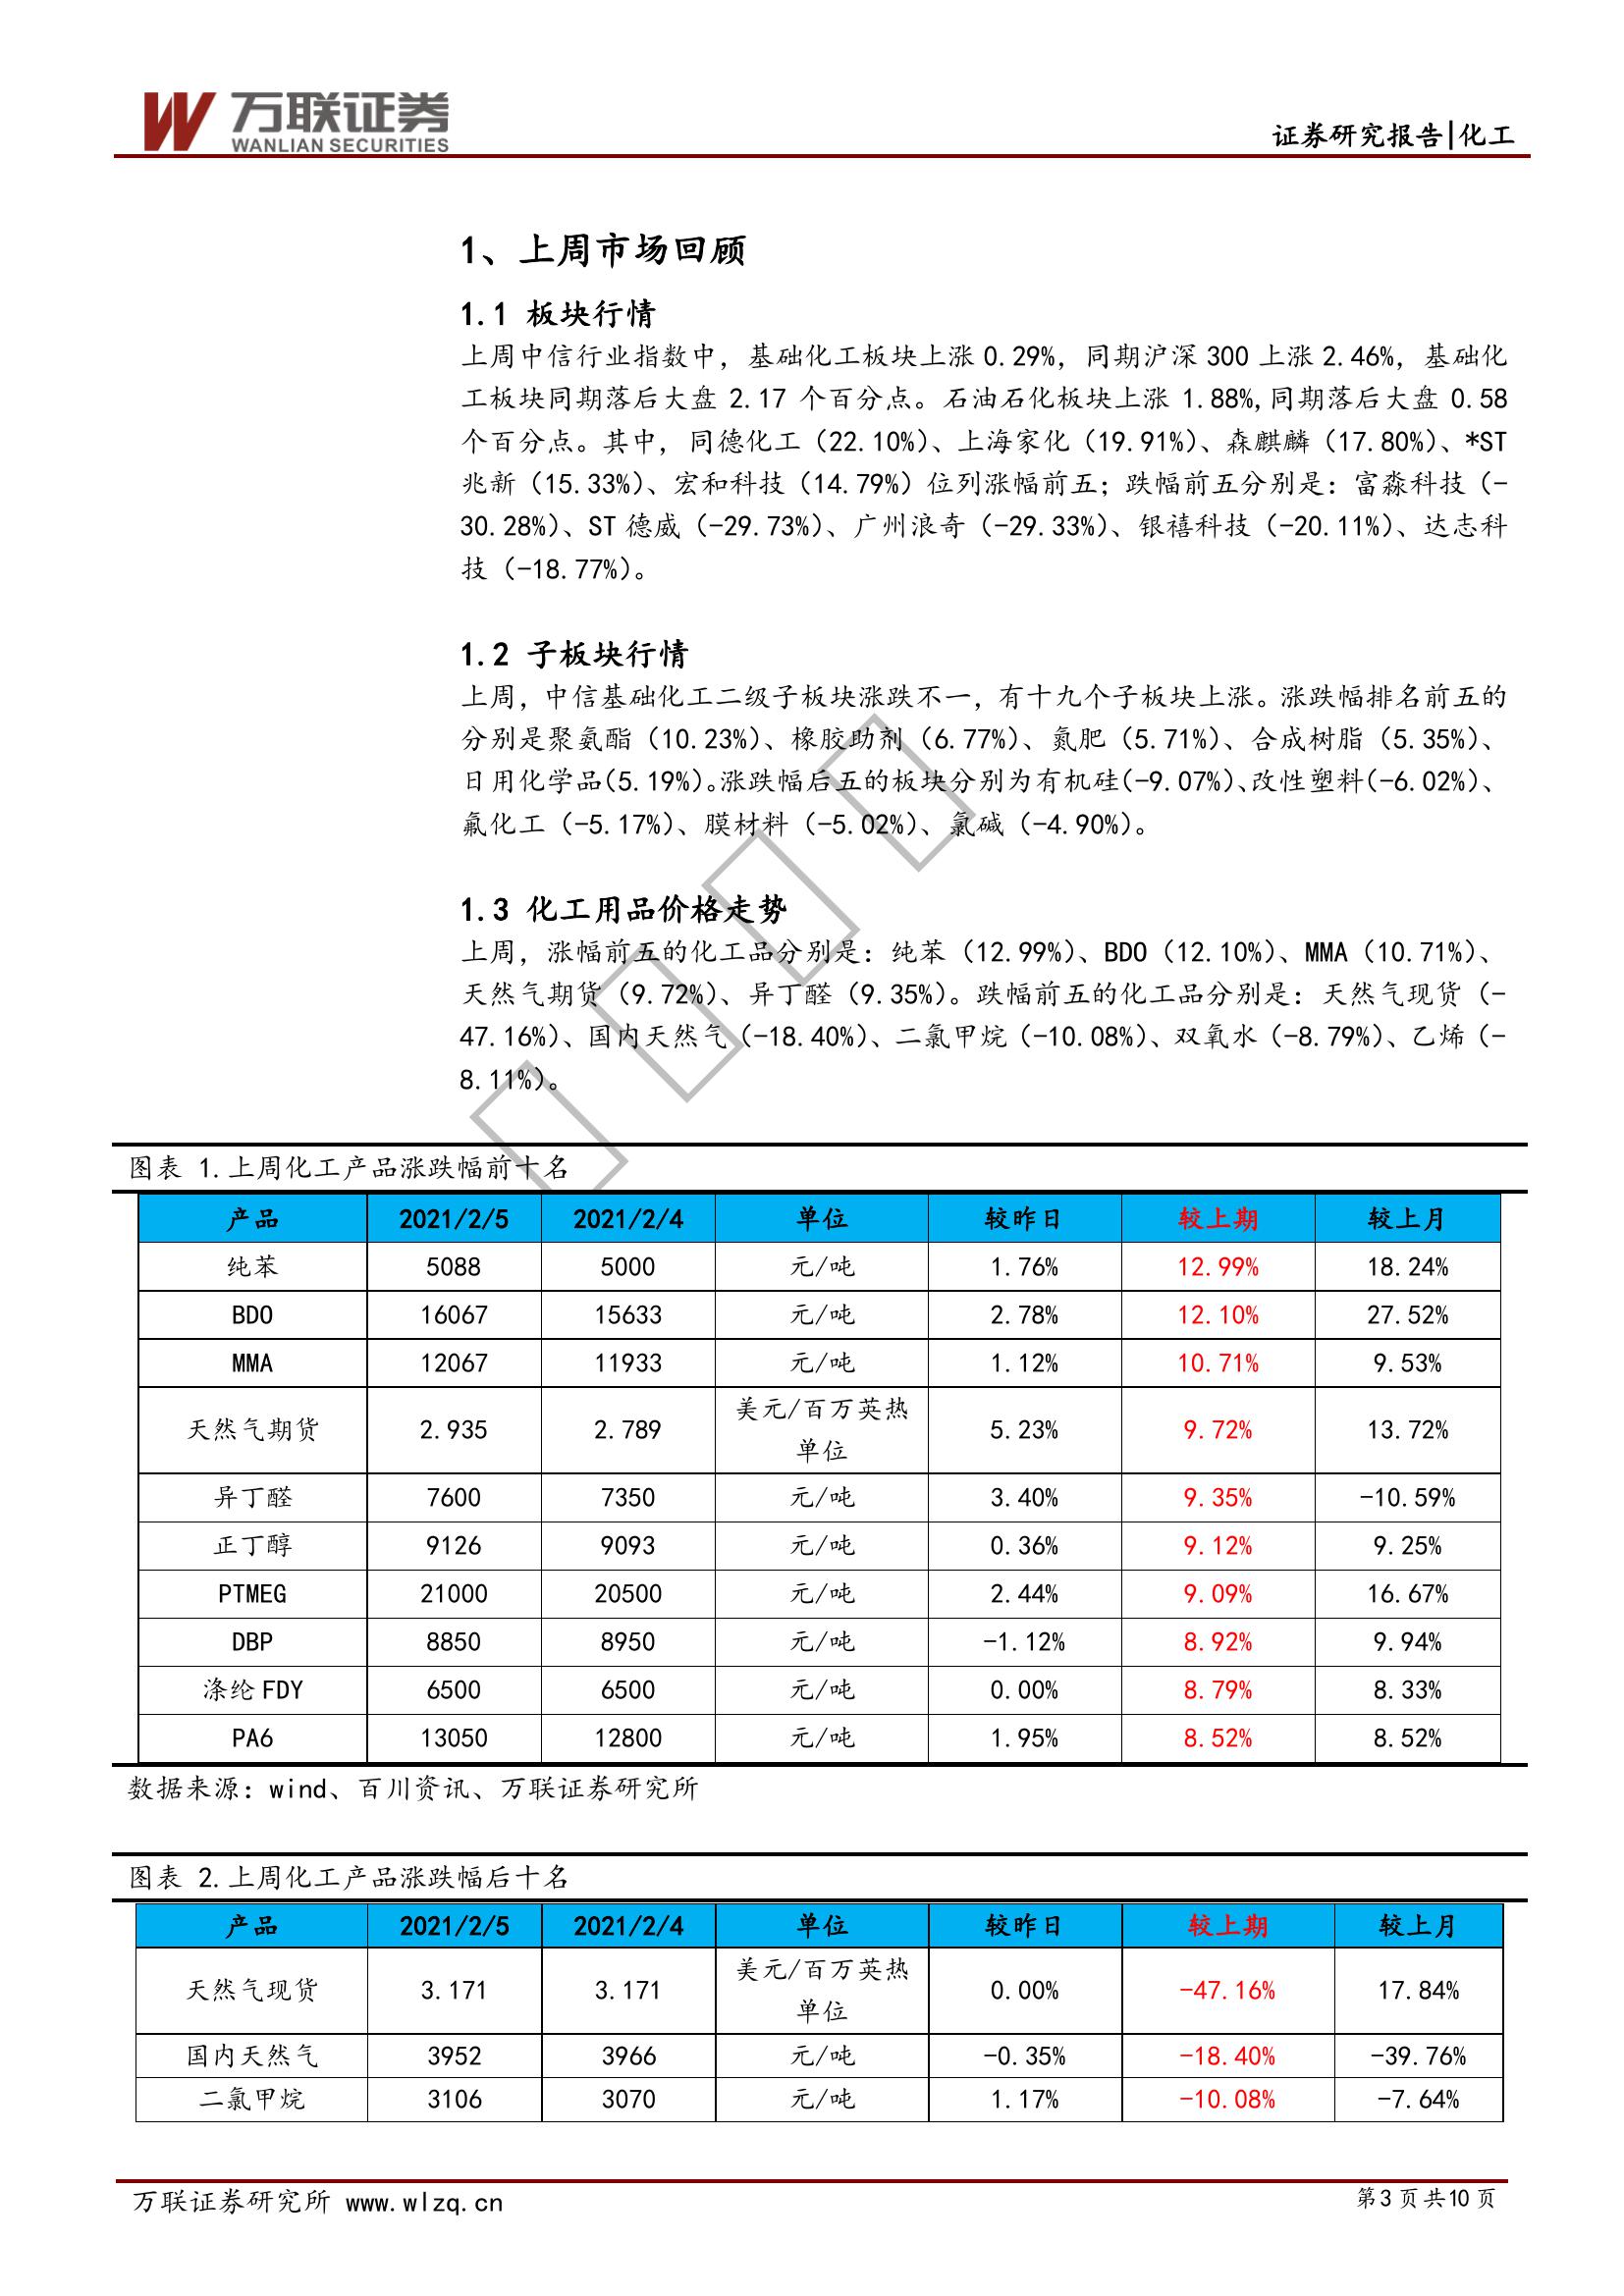 万联证券
WANLIAN SECURITIES
证券研究报告|化工
1、上周市场回顾
1.1 板块行情
上周中信行业指数中，基础化工板块上涨 0.29%，同期沪深 300 上涨 2.46%，基础化
工板块同期落后大盘 2.17 个百分点。石油石化板块上涨 1.88%,同期落后大盘 0.58
个百分点。其中，同德化工（22.10%）、上海家化（19.91%）、森麒麟（17.80%）、*ST
兆新（15.33%）、宏和科技（14.79%）位列涨幅前五；跌幅前五分别是：富淼科技（-
30.28%）、ST 德威（-29.73%）、广州浪奇（-29.33%）、银禧科技（-20.11%）、达志科
技（-18.77%）。
1.2 子板块行情
上周，中信基础化工二级子板块涨跌不一，有十九个子板块上涨。涨跌幅排名前五的
分别是聚氨酯（10.23%）、橡胶助剂（6.77%）、氮肥（5.71%）、合成树脂（5.35%）、
日用化学品(5.19%)。涨跌幅后五的板块分别为有机硅(-9.07%)、改性塑料(-6.02%)、
氟化工（-5.17%）、膜材料（-5.02%）、氯碱（-4.90%）。
1.3 化工用品价格走势
上周，涨幅前五的化工品分别是：纯苯（12.99%）、BDO（12.10%）、MMA（10.71%）、
天然气期货（9.72%）、异丁醛（9.35%）。跌幅前五的化工品分别是：天然气现货（-
47.16%）、国内天然气（-18.40%）、二氯甲烷（-10.08%）、双氧水（-8.79%）、乙烯（-
8.11%）。
图表 1.上周化工产品涨跌幅前十名
产品 2021/2/5 2021/2/4 单位 较昨日 较上期 较上月
纯苯 5088 5000 元/吨 1.76% 12.99% 18.24%
BDO 16067 15633 元/吨 2.78% 12.10% 27.52%
MMA 12067 11933 元/吨 1.12% 10.71% 9.53%
天然气期货 2.935 2.789 美元/百万英热 5.23% 9.72% 13.72%
单位
异丁醛 7600 7350 元/吨 3.40% 9.35% -10.59%
正丁醇 9126 9093 元/吨 0.36% 9.12% 9.25%
PTMEG 21000 20500 元/吨 2.44% 9.09% 16.67%
DBP 8850 8950 元/吨 -1.12% 8.92% 9.94%
涤纶 FDY 6500 6500 元/吨 0.00% 8.79% 8.33%
PA6 13050 12800 元/吨 1.95% 8.52% 8.52%
数据来源：wind、百川资讯、万联证券研究所
图表 2.上周化工产品涨跌幅后十名
产品 2021/2/5 2021/2/4 单位 较昨日 较上期 较上月
天然气现货 3.171 3.171 美元/百万英热 0.00% -47.16% 17.84%
单位
国内天然气 3952 3966 元/吨 -0.35% -18.40% -39.76%
二氯甲烷 3106 3070 元/吨 1.17% -10.08% -7.64%
万联证券研究所 www.wlzq.cn
第 3 页 共 10 页